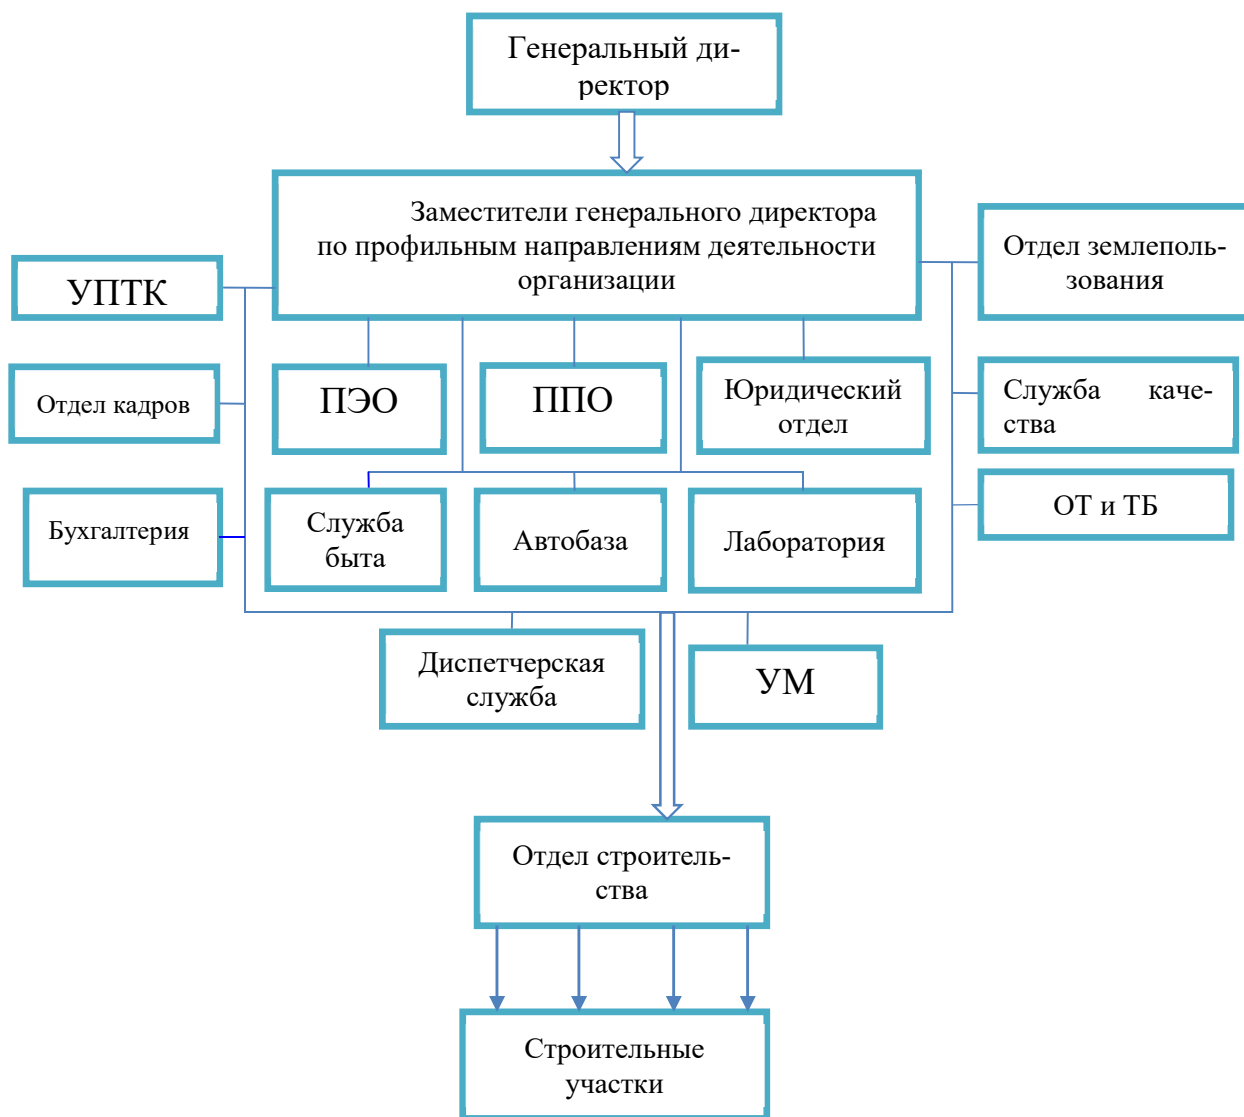 Генеральный ди-
ректор
Заместители генерального директора
по профильным направлениям деятельности
организации
Отдел землеполь-
зования
УПТК
Отдел кадров
ПЭО
ППО
Юридический
отдел
Служба каче-
ства
Бухгалтерия
Служба
быта
Автобаза
Лаборатория
ОТ и ТБ
Диспетчерская
служба
УМ
Отдел строитель-
ства
Строительные
участки